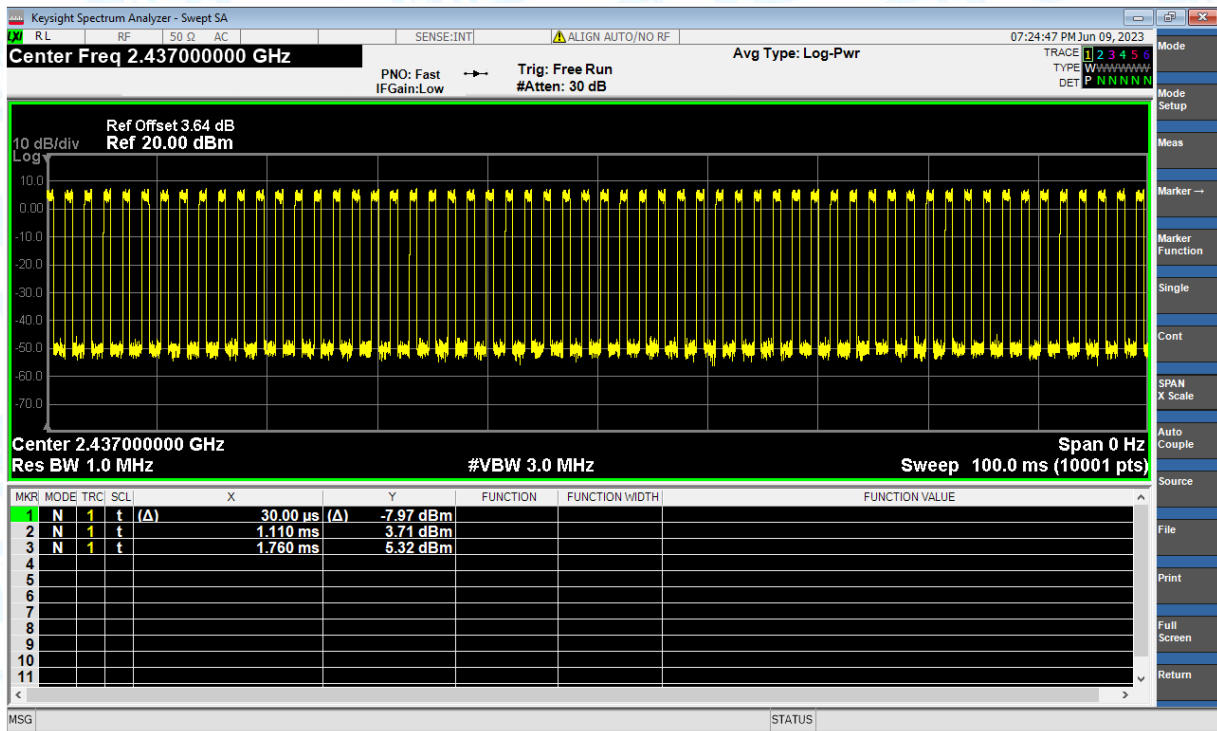 Keysight Spectrum Analyzer - Swept SA
LXI RL RF 50 Ω AC SENSE:INT ALIGN AUTO/NO RF 07:24:47 PM Jun 09, 2023
Center Freq 2.437000000 GHz
Avg Type: Log-Pwr
TRACE 1 2 3 4 5 6
TYPE WWWWWW
DET P N N N N N
PNO: Fast
IFGain:Low
Trig: Free Run
#Atten: 30 dB
Ref Offset 3.64 dB
10 dB/div Ref 20.00 dBm
Log
10.0
0.00
-10.0
-20.0
-30.0
-40.0
-50.0
-60.0
-70.0
Center 2.437000000 GHz Span 0 Hz
Res BW 1.0 MHz #VBW 3.0 MHz Sweep 100.0 ms (10001 pts)
MKR MODE TRC SCL X Y FUNCTION FUNCTION WIDTH FUNCTION VALUE
1 N 1 t (Δ) 30.00 µs (Δ) -7.97 dBm
2 N 1 t 1.110 ms 3.71 dBm
3 N 1 t 1.760 ms 5.32 dBm
4
5
6
7
8
9
10
11
MSG STATUS
Mode
Mode
Setup
Meas
Marker →
Marker
Function
Single
Cont
SPAN
X Scale
Auto
Couple
Source
File
Print
Full
Screen
Return